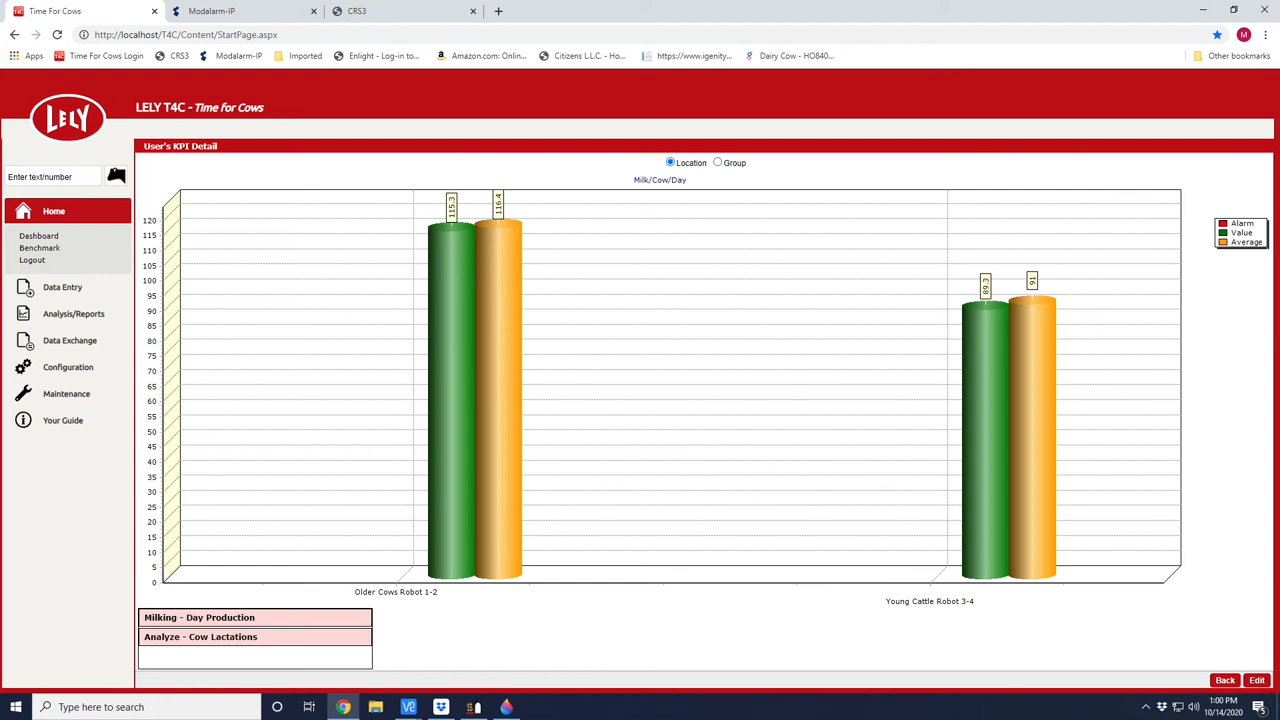 Time For Cows
Modalarm-IP
CRS3
http://localhost/T4C/Content/StartPage.aspx
M
Apps
Time For Cows Login
CRS3
Modalarm-IP
Imported
Enlight - Log-in to...
Amazon.com: Onlin...
Citizens L.L.C. - Ho...
https://www.igenity...
Dairy Cow - HO840...
Other bookmarks
LELY
LELY T4C - Time for Cows
User's KPI Detail
Location
Group
Enter text/number
Home
Dashboard
Benchmark
Logout
Data Entry
Analysis/Reports
Data Exchange
Configuration
Maintenance
Your Guide
Milk/Cow/Day
120
115
110
105
100
95
90
85
80
75
70
65
60
55
50
45
40
35
30
25
20
15
10
5
0
115.3
116.4
89.3
91
Alarm
Value
Average
Older Cows Robot 1-2
Young Cattle Robot 3-4
Milking - Day Production
Analyze - Cow Lactations
Back
Edit
Type here to search
1:00 PM
10/14/2020
5